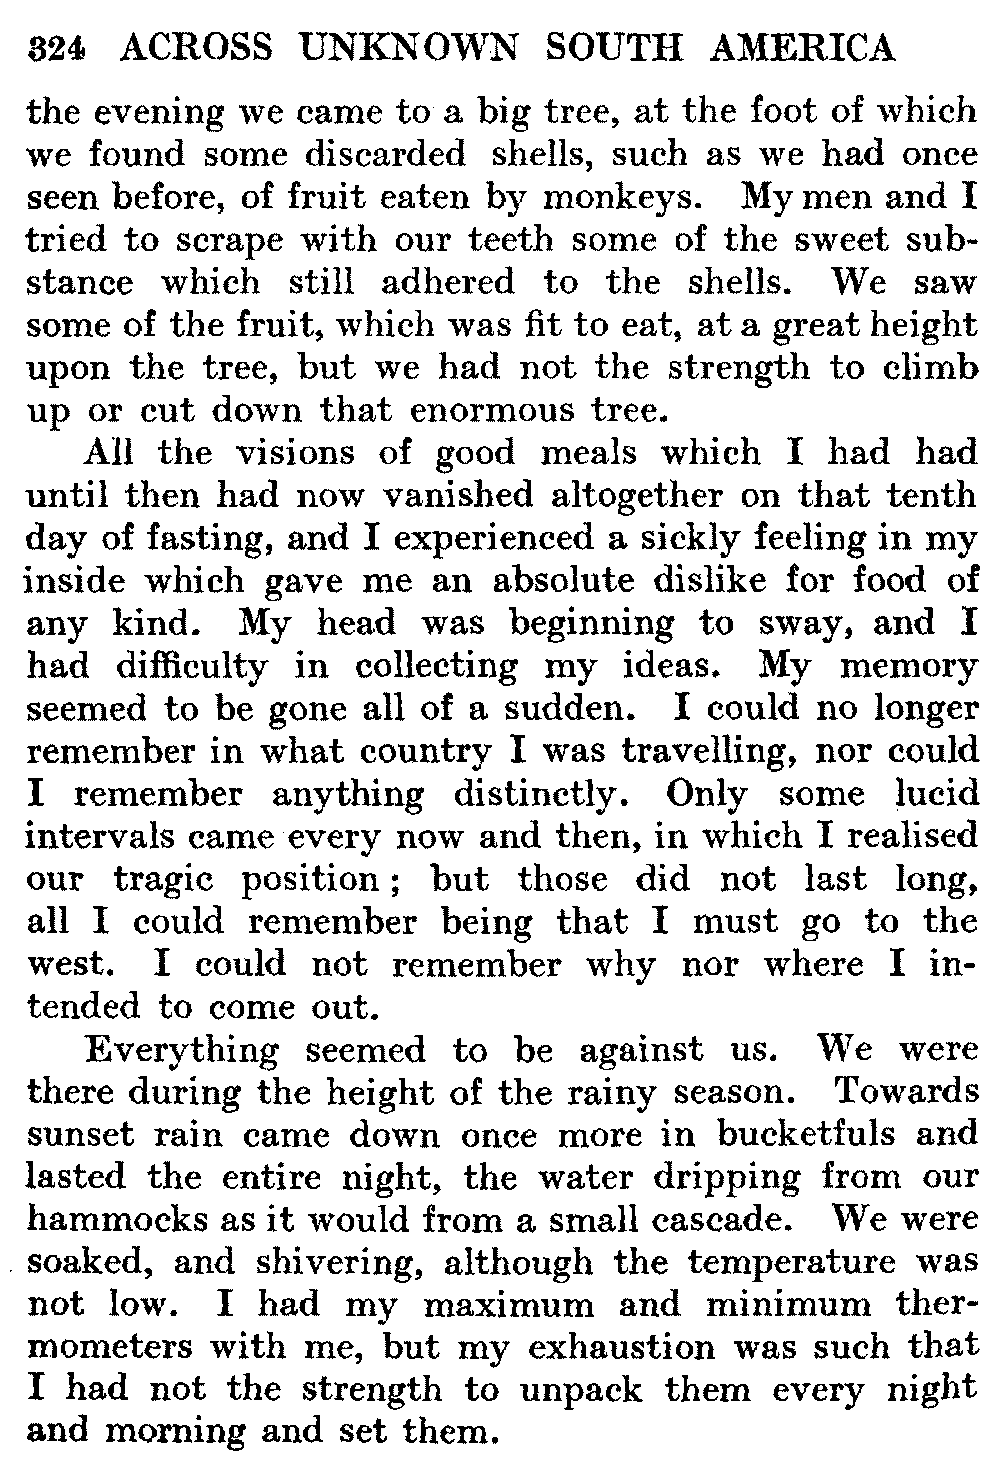 324 ACROSS UNKNOWN SOUTH AMERICA
the evening we came to a big tree, at the foot of which
we found some discarded shells, such as we had once
seen before, of fruit eaten by monkeys. My men and I
tried to scrape with our teeth some of the sweet sub-
stance which still adhered to the shells. We saw
some of the fruit, which was fit to eat, at a great height
upon the tree, but we had not the strength to climb
up or cut down that enormous tree.
All the visions of good meals which I had had
until then had now vanished altogether on that tenth
day of fasting, and I experienced a sickly feeling in my
inside which gave me an absolute dislike for food of
any kind. My head was beginning to sway, and I
had difficulty in collecting my ideas. My memory
seemed to be gone all of a sudden. I could no longer
remember in what country I was travelling, nor could
I remember anything distinctly. Only some lucid
intervals came every now and then, in which I realised
our tragic position; but those did not last long,
all I could remember being that I must go to the
west. I could not remember why nor where I in-
tended to come out.
Everything seemed to be against us. We were
there during the height of the rainy season. Towards
sunset rain came down once more in bucketfuls and
lasted the entire night, the water dripping from our
hammocks as it would from a small cascade. We were
soaked, and shivering, although the temperature was
not low. I had my maximum and minimum ther-
mometers with me, but my exhaustion was such that
I had not the strength to unpack them every night
and morning and set them.